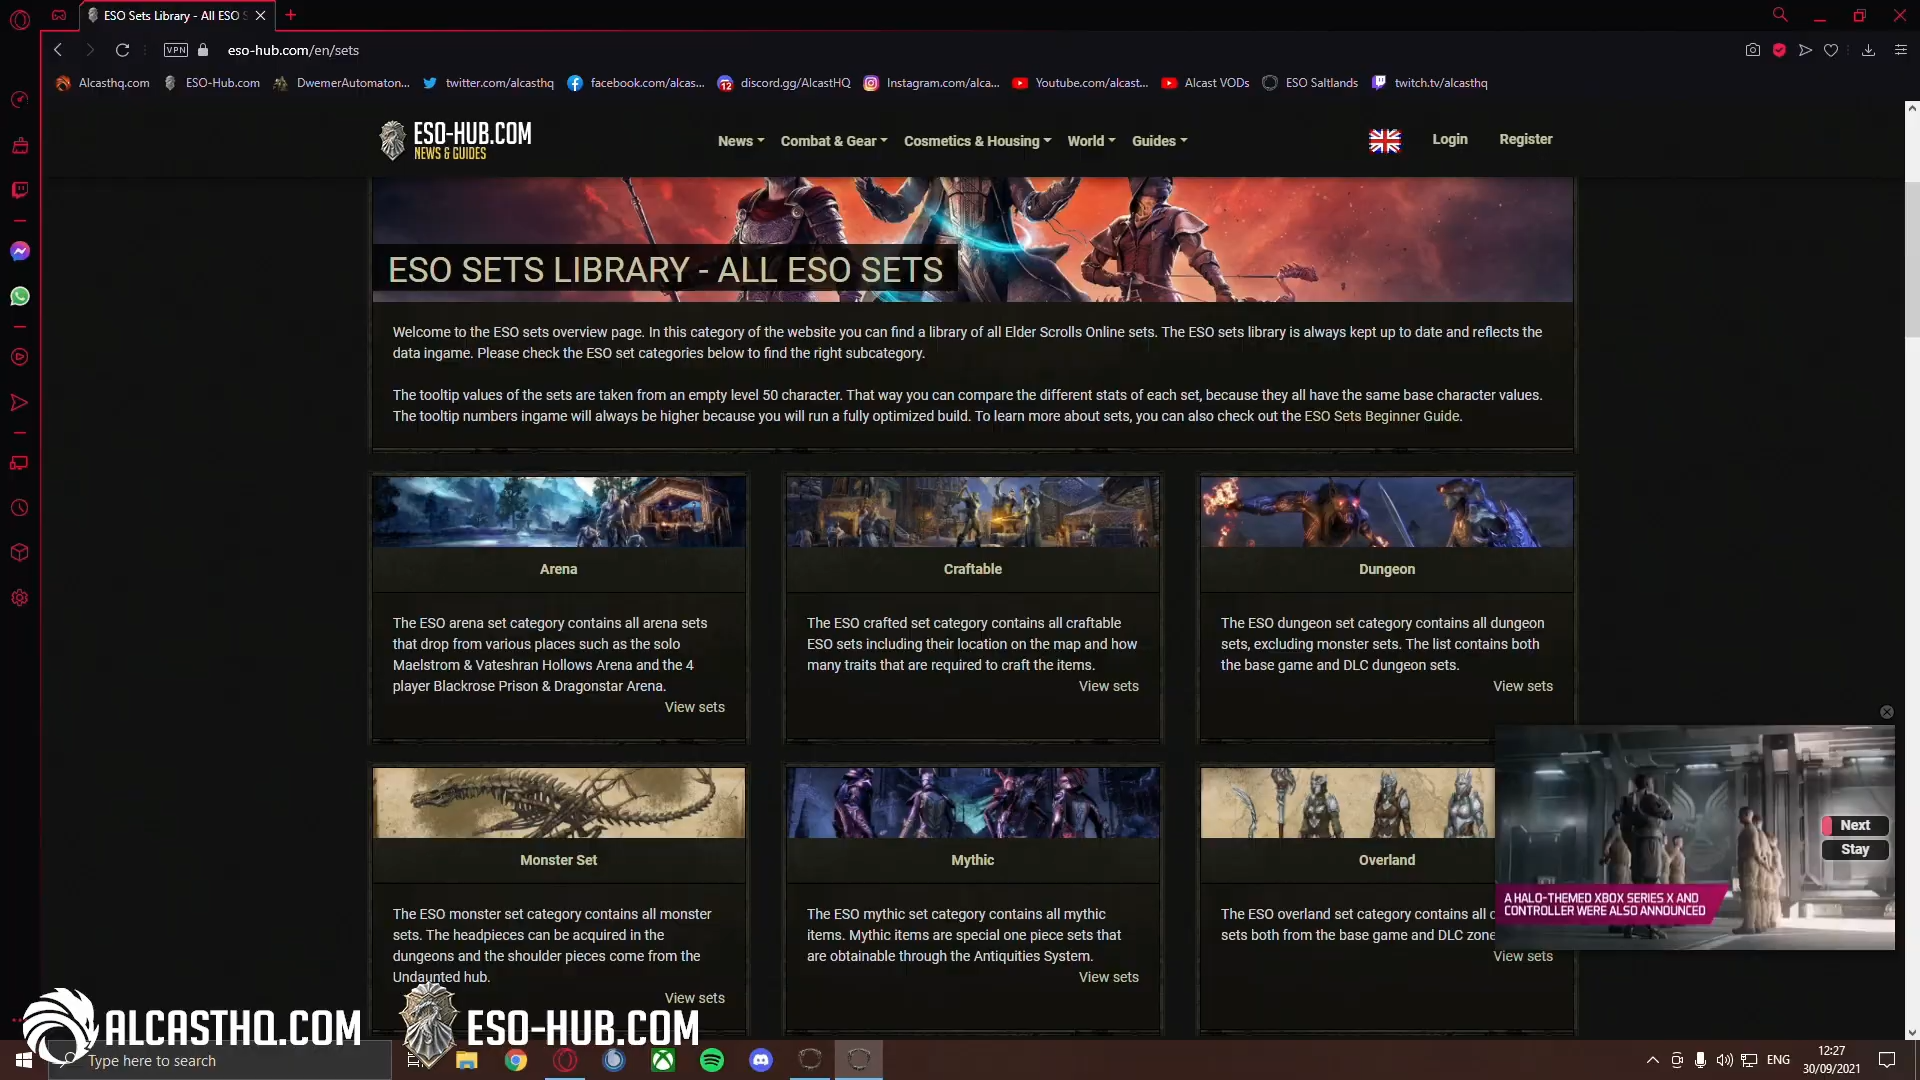 ESO Sets Library - All ESO S
eso-hub.com/en/sets
VPN
Alcasthq.com
ESO-Hub.com
DwemerAutomaton...
twitter.com/alcasthq
facebook.com/alcas...
12
discord.gg/AlcastHQ
Instagram.com/alca...
Youtube.com/alcast...
Alcast VODs
ESO Saltlands
twitch.tv/alcasthq
ESO-HUB.COM
NEWS & GUIDES
News
Combat & Gear
Cosmetics & Housing
World
Guides
Login
Register
ESO SETS LIBRARY - ALL ESO SETS
Welcome to the ESO sets overview page. In this category of the website you can find a library of all Elder Scrolls Online sets. The ESO sets library is always kept up to date and reflects the
data ingame. Please check the ESO set categories below to find the right subcategory.
The tooltip values of the sets are taken from an empty level 50 character. That way you can compare the different stats of each set, because they all have the same base character values.
The tooltip numbers ingame will always be higher because you will run a fully optimized build. To learn more about sets, you can also check out the ESO Sets Beginner Guide.
Arena
The ESO arena set category contains all arena sets
that drop from various places such as the solo
Maelstrom & Vateshran Hollows Arena and the 4
player Blackrose Prison & Dragonstar Arena.
View sets
Craftable
The ESO crafted set category contains all craftable
ESO sets including their location on the map and how
many traits that are required to craft the items.
View sets
Dungeon
The ESO dungeon set category contains all dungeon
sets, excluding monster sets. The list contains both
the base game and DLC dungeon sets.
View sets
Monster Set
The ESO monster set category contains all monster
sets. The headpieces can be acquired in the
dungeons and the shoulder pieces come from the
Undaunted hub.
View sets
Mythic
The ESO mythic set category contains all mythic
items. Mythic items are special one piece sets that
are obtainable through the Antiquities System.
View sets
Overland
The ESO overland set category contains all
sets both from the base game and DLC zone
View sets
Next
Stay
A HALO-THEMED XBOX SERIES X AND
CONTROLLER WERE ALSO ANNOUNCED
ALCASTHQ.COM
ESO-HUB.COM
Type here to search
ENG
12:27
30/09/2021